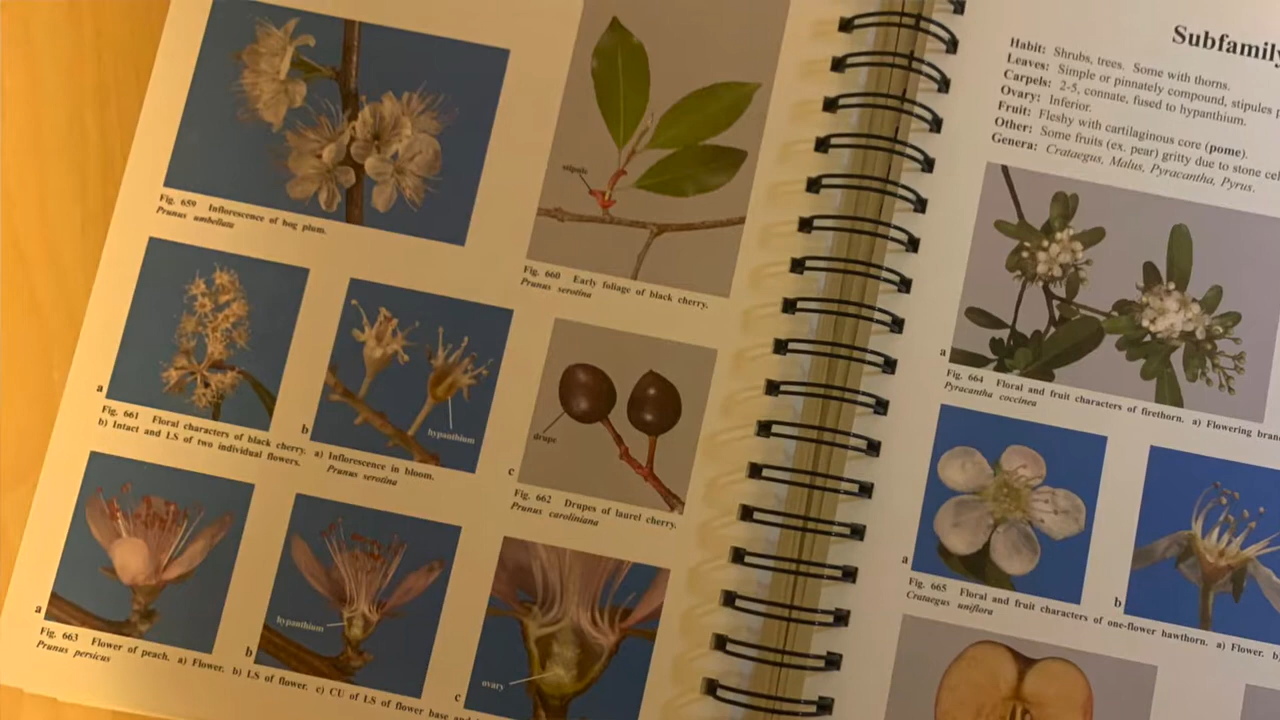 Fig. 659 Inflorescence of hog plum.
Prunus umbellata
stipule
Fig. 660 Early foliage of black cherry.
Prunus serotina
a
b
hypanthium
Fig. 661 Floral characters of black cherry. a) Inflorescence in bloom.
b) Intact and LS of two individual flowers. Prunus serotina
drupe
c
Fig. 662 Drupes of laurel cherry.
Prunus caroliniana
a
hypanthium
b
ovary
c
Fig. 663 Flower of peach. a) Flower. b) LS of flower. c) CU of LS of flower base
Prunus persicus
Subfamily
Habit: Shrubs, trees. Some with thorns.
Leaves: Simple or pinnately compound, stipules
Carpels: 2-5, connate, fused to hypanthium.
Ovary: Inferior.
Fruit: Fleshy with cartilaginous core (pome).
Other: Some fruits (ex. pear) gritty due to stone
Genera: Crataegus, Malus, Pyracantha, Pyrus.
a
Fig. 664 Floral and fruit characters of firethorn. a) Flowering
Pyracantha coccinea
a
b
Fig. 665 Floral and fruit characters of one-flower hawthorn. a) Flower.
Crataegus uniflora